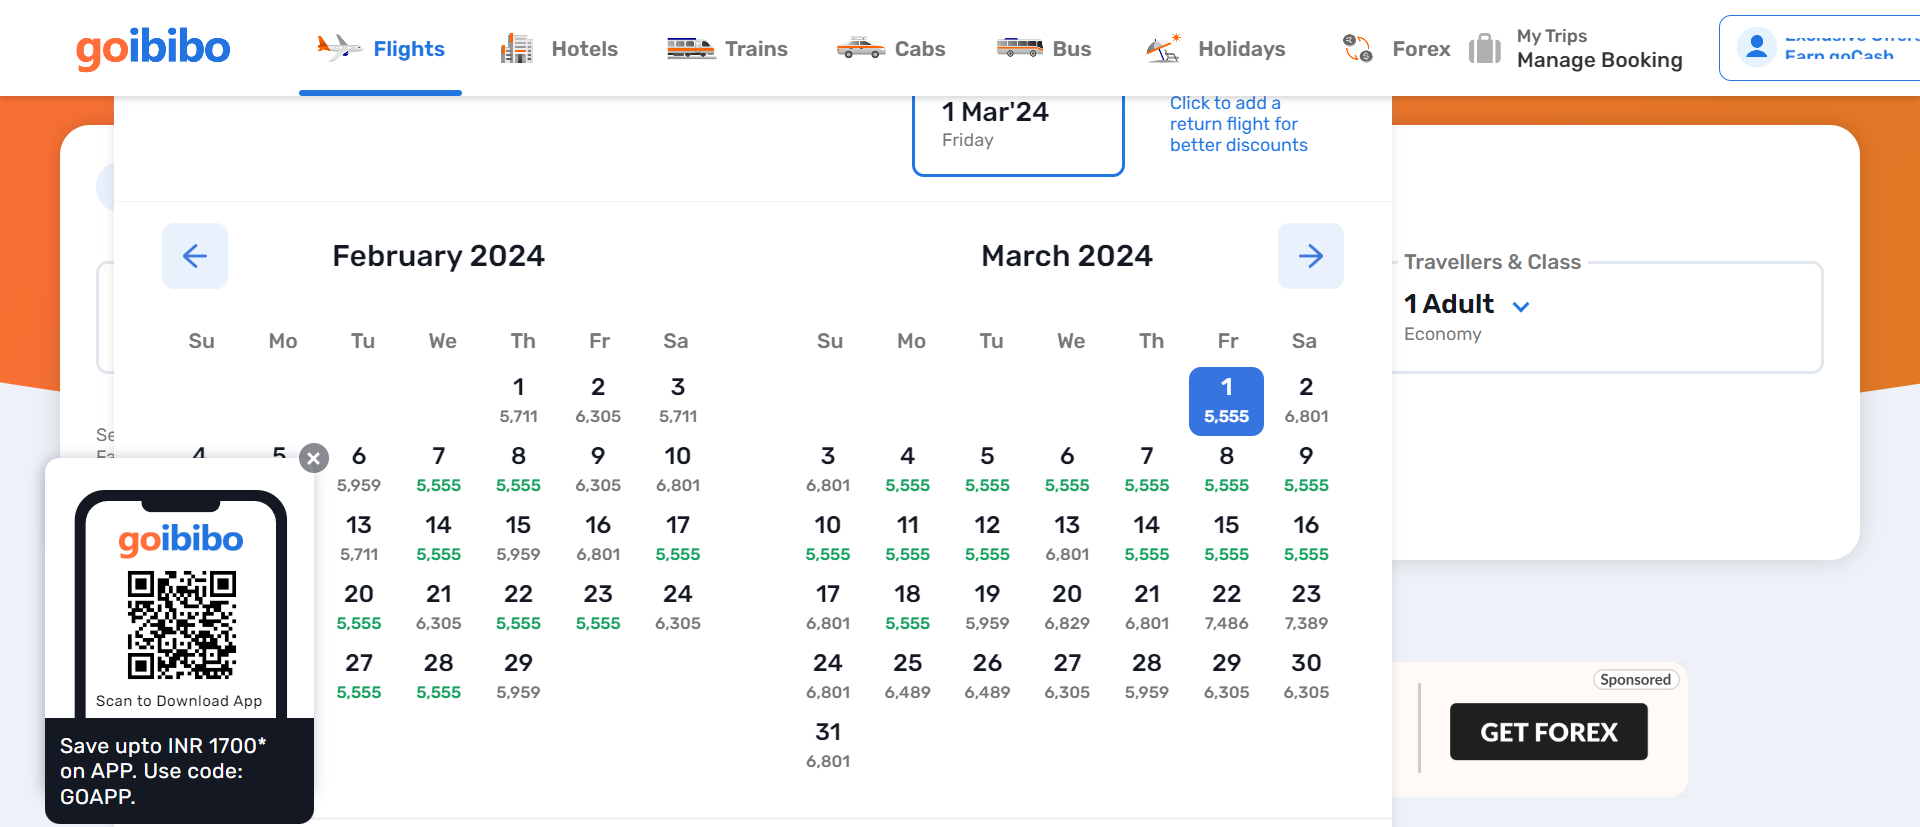 goibibo
Flights
Hotels
Trains
Cabs
Bus
Holidays
Forex
My Trips
Manage Booking
Earn goCash
1 Mar'24
Friday
Click to add a
return flight for
better discounts
February 2024
March 2024
Su Mo Tu We Th Fr Sa
1 2 3
5,711 6,305 5,711
4 5 6 7 8 9 10
5,959 5,555 5,555 6,305 6,801
13 14 15 16 17
5,711 5,555 5,959 6,801 5,555
20 21 22 23 24
5,555 6,305 5,555 5,555 6,305
27 28 29
5,555 5,555 5,959
Su Mo Tu We Th Fr Sa
1 2
5,555 6,801
3 4 5 6 7 8 9
6,801 5,555 5,555 5,555 5,555 5,555 5,555
10 11 12 13 14 15 16
5,555 5,555 5,555 6,801 5,555 5,555 5,555
17 18 19 20 21 22 23
6,801 5,555 5,959 6,829 6,801 7,486 7,389
24 25 26 27 28 29 30
6,801 6,489 6,489 6,305 5,959 6,305 6,305
31
6,801
Travellers & Class
1 Adult
Economy
goibibo
Scan to Download App
Save upto INR 1700*
on APP. Use code:
GOAPP.
Sponsored
GET FOREX